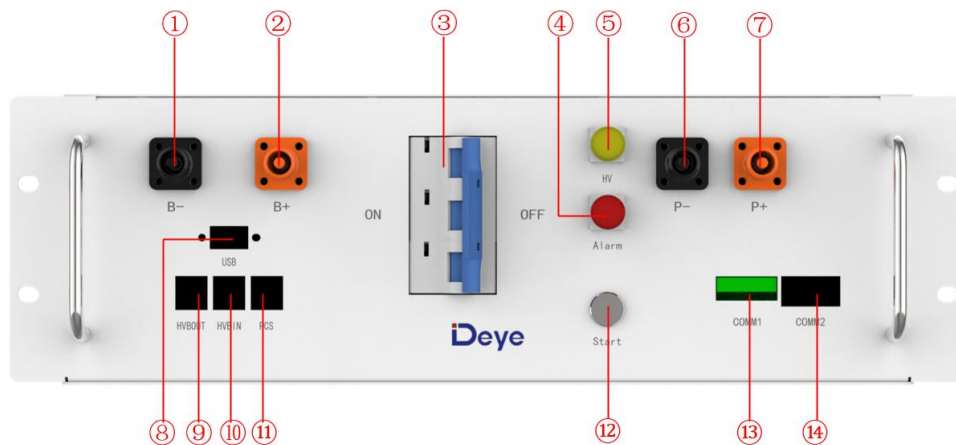 ① ② ③ ④ ⑤ ⑥ ⑦
HV
B- B+ P- P+
ON OFF
Alarm
USB
HVBOUT HVBIN PCS
COMM1 COMM2
Deye
Start
⑧ ⑨ ⑩ ⑪ ⑫ ⑬ ⑭